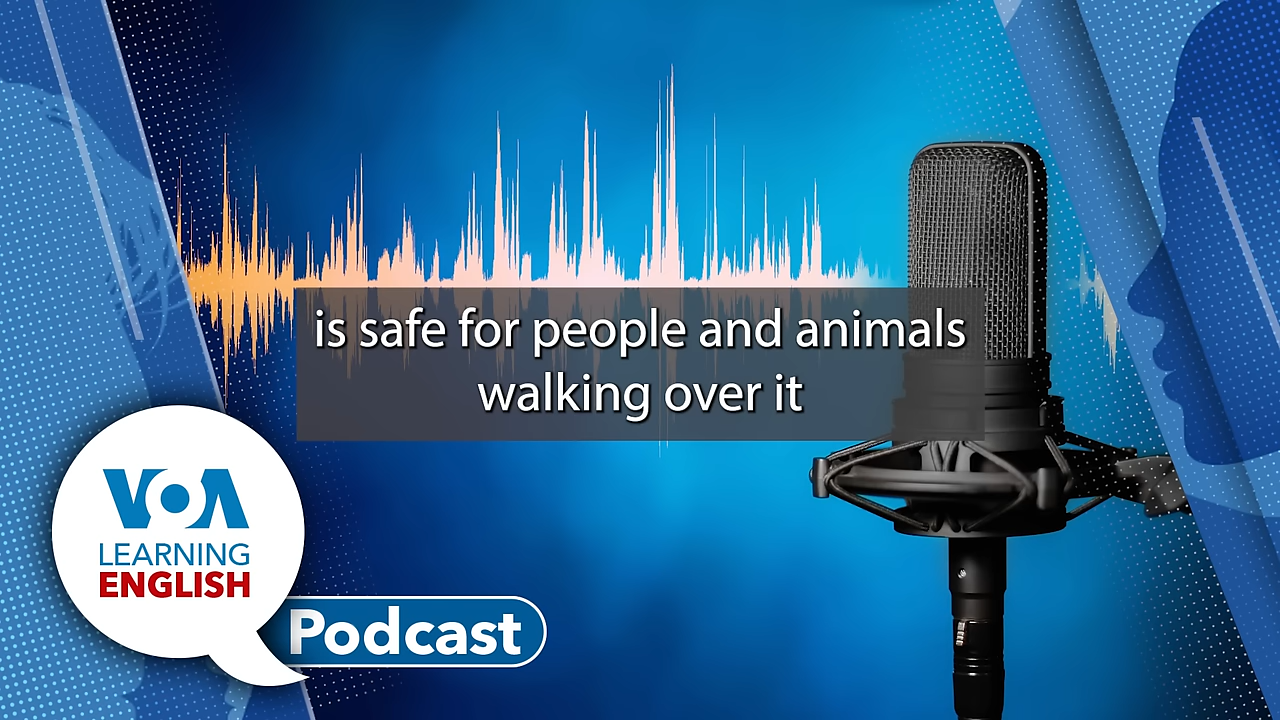 is safe for people and animals
walking over it
VOA
LEARNING
ENGLISH
Podcast